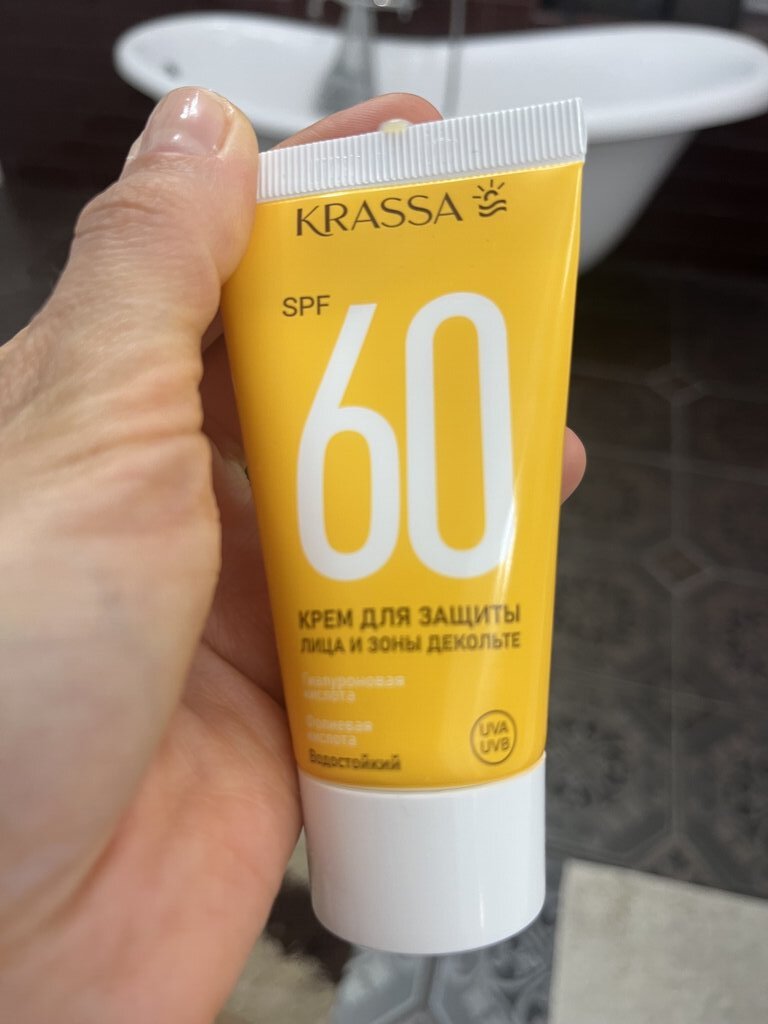 KRASSA
SPF
60
КРЕМ ДЛЯ ЗАЩИТЫ
ЛИЦА И ЗОНЫ ДЕКОЛЬТЕ
Гиалуроновая
кислота
Фолиевая
кислота
Водостойкий
UVA
UVB